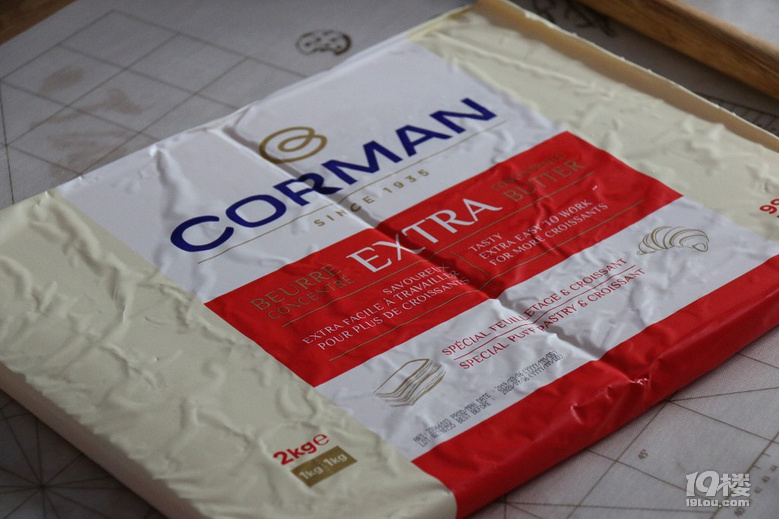 CORMAN
SINCE 1935
BEURRE
CONCENTRÉ
EXTRA
BUTTER
SAVOUREUX
EXTRA FACILE À TRAVAILLER
POUR PLUS DE CROISSANTS
TASTY
EXTRA EASY TO WORK
FOR MORE CROISSANTS
SPÉCIAL FEUILLETAGE & CROISSANT
SPECIAL PUFF PASTRY & CROISSANT
2kg e
1kg 1kg
19楼
19lou.com